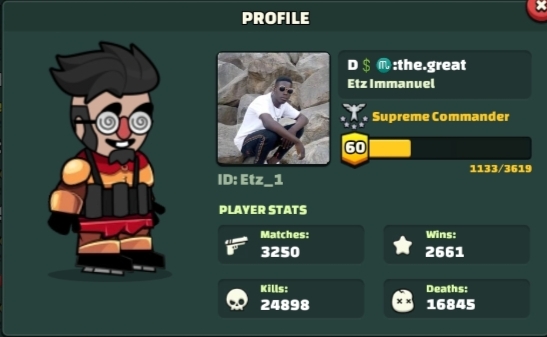 PROFILE
D $ ♏:the.great
Etz Immanuel
Supreme Commander
60
1133/3619
ID: Etz_1
PLAYER STATS
Matches:
3250
Wins:
2661
Kills:
24898
Deaths:
16845